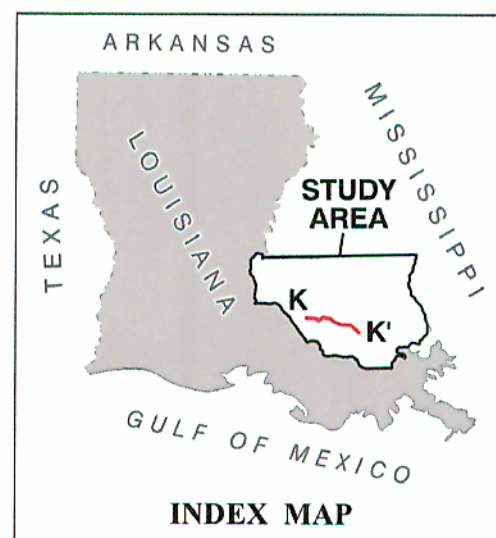 ARKANSAS
MISSISSIPPI
LOUISIANA
TEXAS
STUDY
AREA
K
K'
GULF OF MEXICO
INDEX MAP